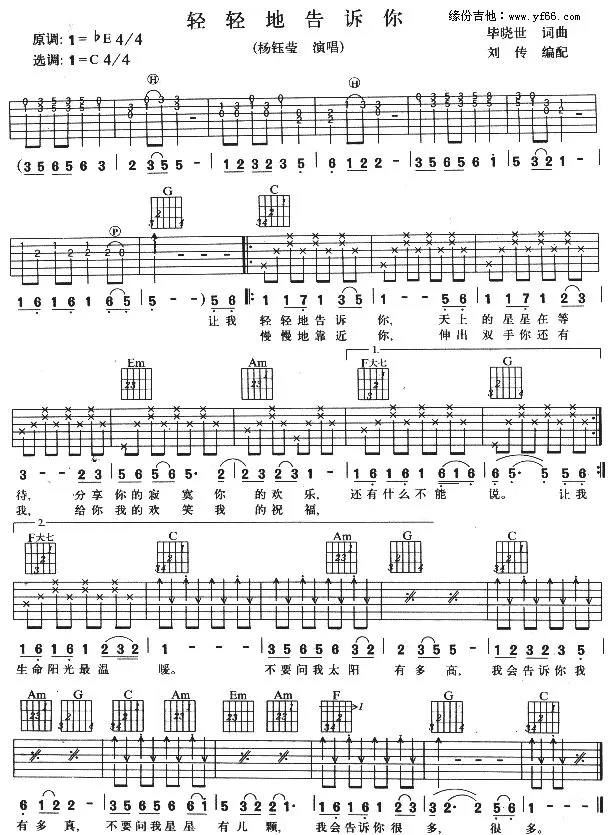 轻轻地告诉你
缘份吉他:www.yf66.com
原调:1=♭E 4/4
(杨钰莹 演唱)
毕晓世 词曲
选调:1=C 4/4
刘传 编配
H H
(3 5 6 5 6 3 | 2 3 5 5 - | 1 2 3 2 3 5 | 6 1 2 2 - | 3 5 6 5 6 1 | 5 3 2 1 -
P G C
1 6 1 6 1 6 5 | 5 - - ) 5 6 |: 1 1 7 1 3 5 | 1 - - 5 6 | 1 1 7 1 2 3
让我 轻轻地告诉 你, 天上 的星星在等
慢慢地靠近 你, 伸出 双手你还有
Em Am 1. F大七 G
3 - - 2 3 | 5 6 5 6 5· 2 | 2 3 2 3 1 - | 1 6 1 6 1 6 1 6 | 6 5· 5 5 6 :|
待, 分享 你的寂寞 你 的欢乐, 还有什么不能 说。 让我
我, 给你 我的欢笑 我 的祝福,
2. F大七 C Am G C
1 6 1 6 1 2 3 2 | 1 - - - | 3 5 3 5 6 5 3 2 | 2 3 2 2 - | 3 5 3 5 6 5
生命阳光最温 暖。 不要问我太阳 有多高, 我会告诉你我
Am G C Am Em Am F G C
6 1 2 2 - | 3 5 3 5 6 5 6 1 | 5 3 2 2 - | 1 6 1 6 1 2 3
有多真, 不要问我星星 有几颗, 我会告诉你很 多, 很 多。